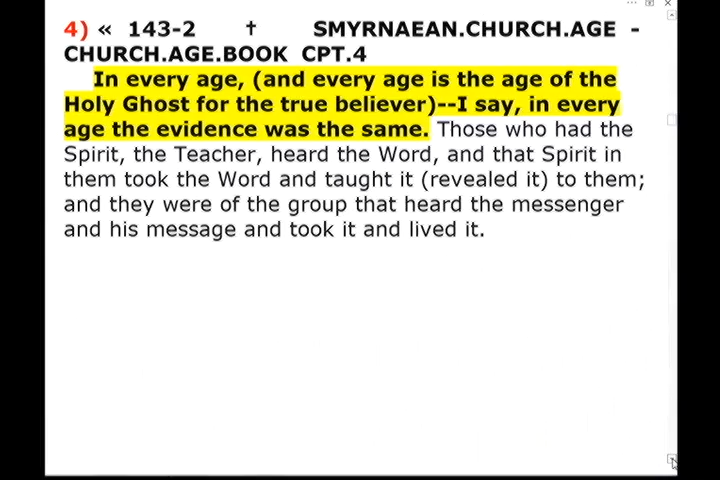 4) « 143-2 † SMYRNAEAN.CHURCH.AGE -
CHURCH.AGE.BOOK CPT.4
In every age, (and every age is the age of the
Holy Ghost for the true believer)--I say, in every
age the evidence was the same. Those who had the
Spirit, the Teacher, heard the Word, and that Spirit in
them took the Word and taught it (revealed it) to them;
and they were of the group that heard the messenger
and his message and took it and lived it.